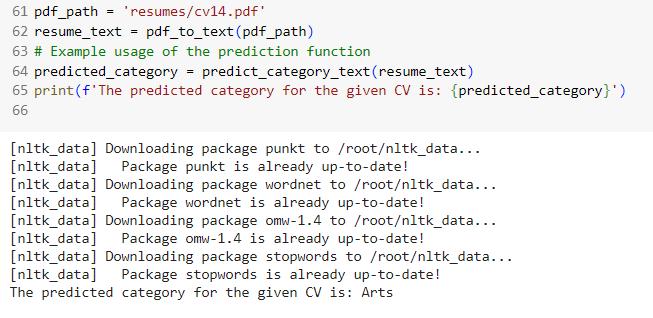 61 pdf_path = 'resumes/cv14.pdf'
62 resume_text = pdf_to_text(pdf_path)
63 # Example usage of the prediction function
64 predicted_category = predict_category_text(resume_text)
65 print(f'The predicted category for the given CV is: {predicted_category}')
66
[nltk_data] Downloading package punkt to /root/nltk_data...
[nltk_data]   Package punkt is already up-to-date!
[nltk_data] Downloading package wordnet to /root/nltk_data...
[nltk_data]   Package wordnet is already up-to-date!
[nltk_data] Downloading package omw-1.4 to /root/nltk_data...
[nltk_data]   Package omw-1.4 is already up-to-date!
[nltk_data] Downloading package stopwords to /root/nltk_data...
[nltk_data]   Package stopwords is already up-to-date!
The predicted category for the given CV is: Arts